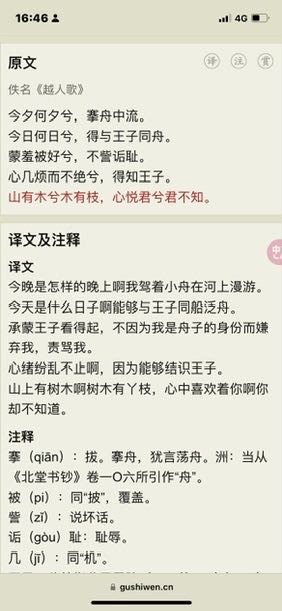 16:46
4G
原文
译 注 赏
佚名《越人歌》
今夕何夕兮，搴舟中流。
今日何日兮，得与王子同舟。
蒙羞被好兮，不訾诟耻。
心几烦而不绝兮，得知王子。
山有木兮木有枝，心悦君兮君不知。
译文及注释
译文
今晚是怎样的晚上啊我驾着小舟在河上漫游。
今天是什么日子啊能够与王子同船泛舟。
承蒙王子看得起，不因为我是舟子的身份而嫌
弃我，责骂我。
心绪纷乱不止啊，因为能够结识王子。
山上有树木啊树木有丫枝，心中喜欢着你啊你
却不知道。
注释
搴（qiān）：拔。搴舟，犹言荡舟。洲：当从
《北堂书钞》卷一O六所引作“舟”。
被（pī）：同“披”，覆盖。
訾（zǐ）：说坏话。
诟（gòu）耻：耻辱。
几（jī）：同“机”。
gushiwen.cn